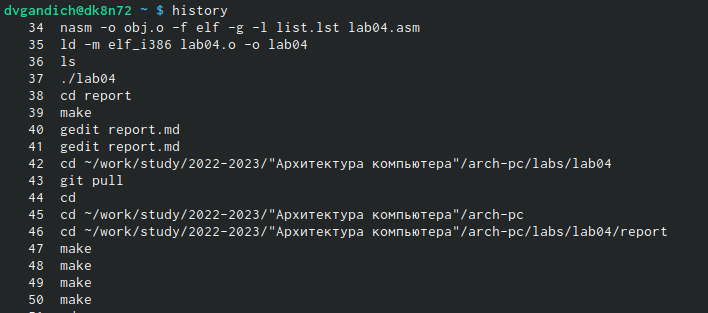 dvgandich@dk8n72 ~ $ history
34 nasm -o obj.o -f elf -g -l list.lst lab04.asm
35 ld -m elf_i386 lab04.o -o lab04
36 ls
37 ./lab04
38 cd report
39 make
40 gedit report.md
41 gedit report.md
42 cd ~/work/study/2022-2023/"Архитектура компьютера"/arch-pc/labs/lab04
43 git pull
44 cd
45 cd ~/work/study/2022-2023/"Архитектура компьютера"/arch-pc
46 cd ~/work/study/2022-2023/"Архитектура компьютера"/arch-pc/labs/lab04/report
47 make
48 make
49 make
50 make